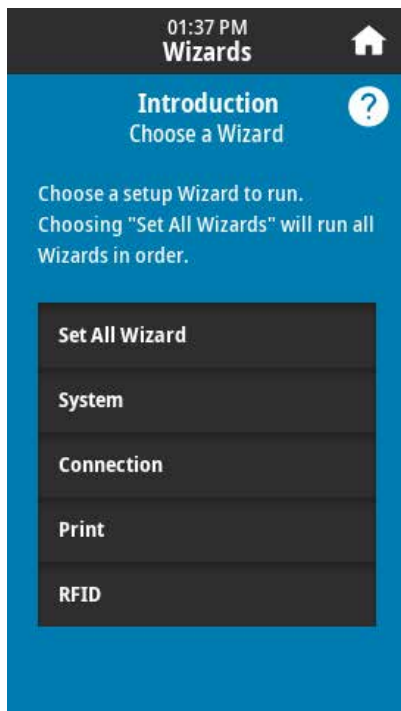 01:37 PM
Wizards
Introduction
?
Choose a Wizard
Choose a setup Wizard to run.
Choosing "Set All Wizards" will run all
Wizards in order.
Set All Wizard
System
Connection
Print
RFID